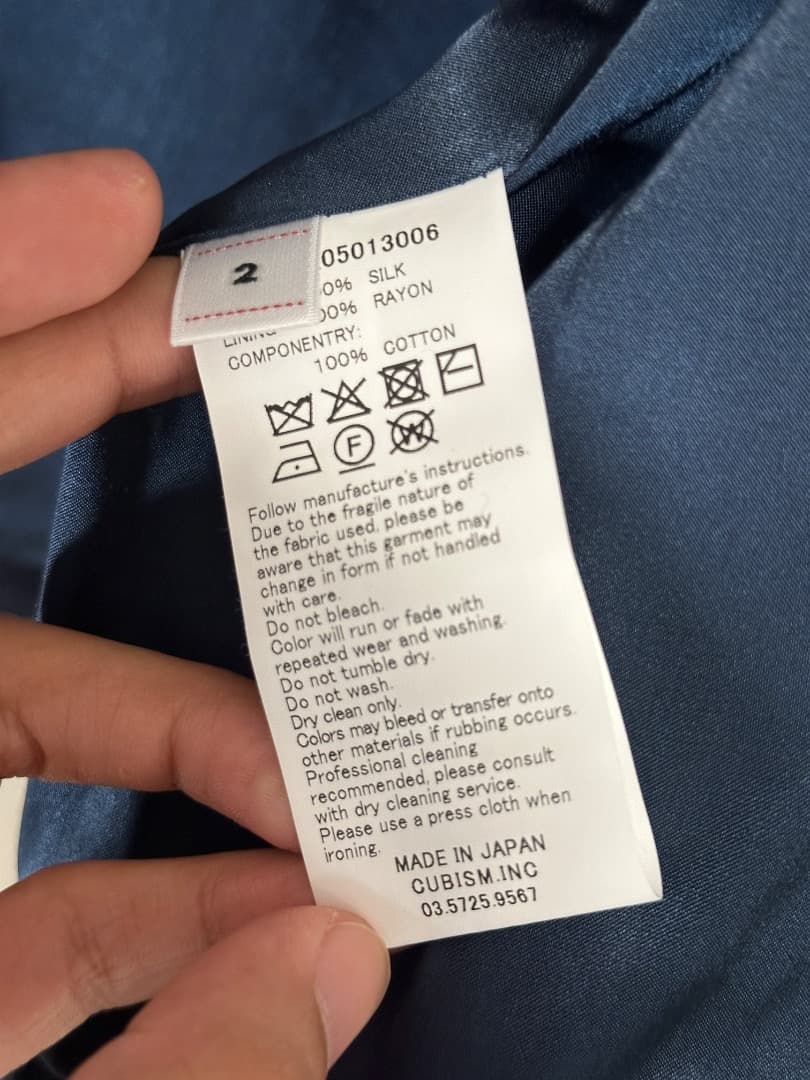 2
05013006
0% SILK
00% RAYON
LINING
COMPONENTRY:
100% COTTON
F
W
Follow manufacture's instructions.
Due to the fragile nature of
the fabric used, please be
aware that this garment may
change in form if not handled
with care.
Do not bleach.
Color will run or fade with
repeated wear and washing.
Do not tumble dry.
Do not wash.
Dry clean only.
Colors may bleed or transfer onto
other materials if rubbing occurs.
Professional cleaning
recommended, please consult
with dry cleaning service.
Please use a press cloth when
ironing.
MADE IN JAPAN
CUBISM.INC
03.5725.9567